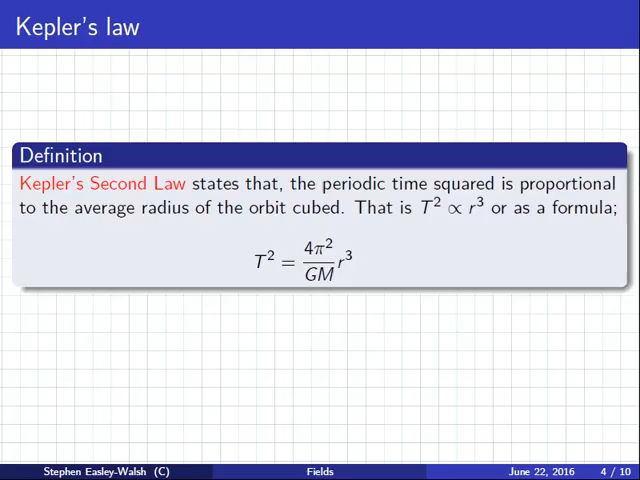 Kepler's law
Definition
Kepler's Second Law states that, the periodic time squared is proportional
to the average radius of the orbit cubed. That is T² ∝ r³ or as a formula;
T² = 4π²/GM r³
Stephen Easley-Walsh (C) Fields June 22, 2016 4 / 10